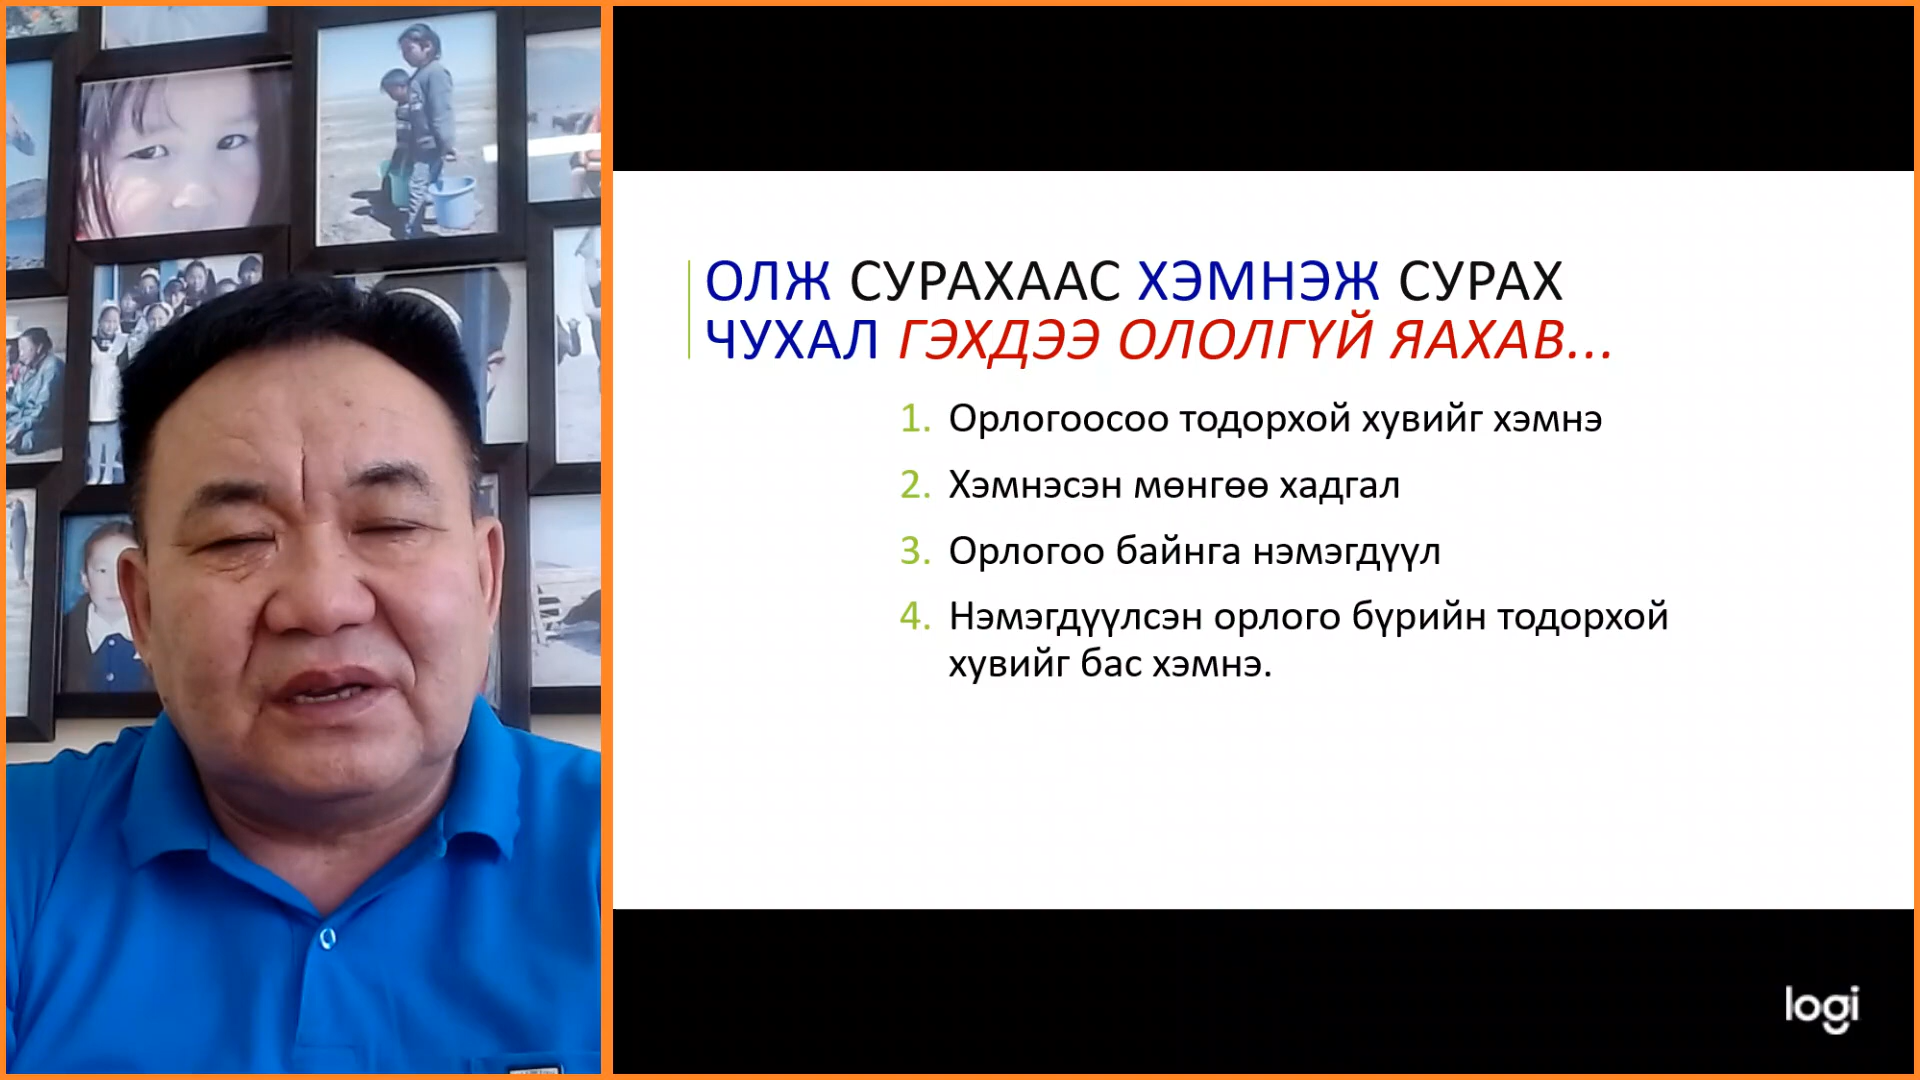 ОЛЖ СУРАХААС ХЭМНЭЖ СУРАХ
ЧУХАЛ ГЭХДЭЭ ОЛОЛГҮЙ ЯАХАВ...
1. Орлогоосоо тодорхой хувийг хэмнэ
2. Хэмнэсэн мөнгөө хадгал
3. Орлогоо байнга нэмэгдүүл
4. Нэмэгдүүлсэн орлого бүрийн тодорхой
хувийг бас хэмнэ.
logi